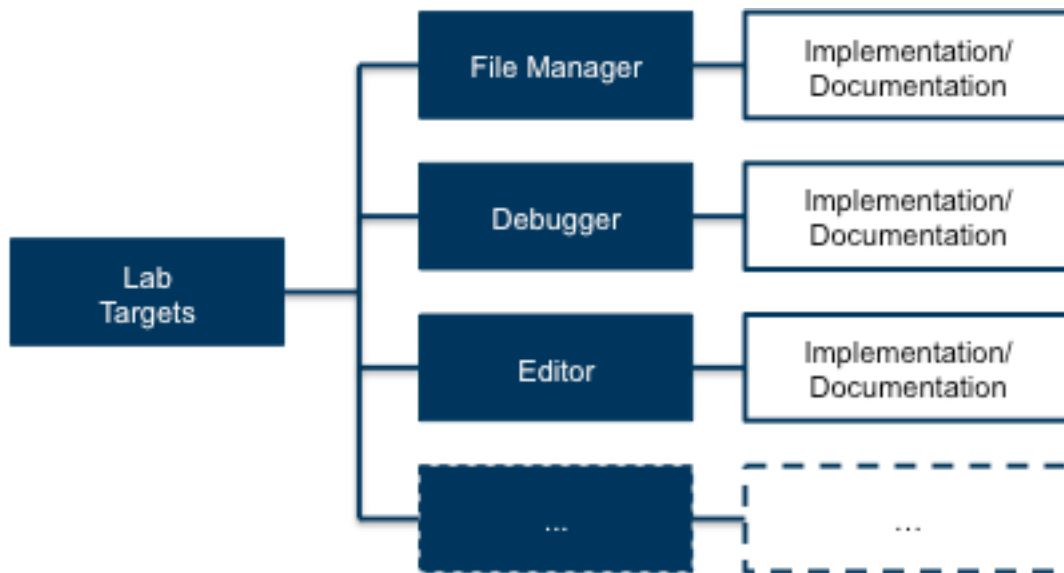 File Manager
Implementation/
Documentation
Debugger
Implementation/
Documentation
Lab
Targets
Editor
Implementation/
Documentation
...
...